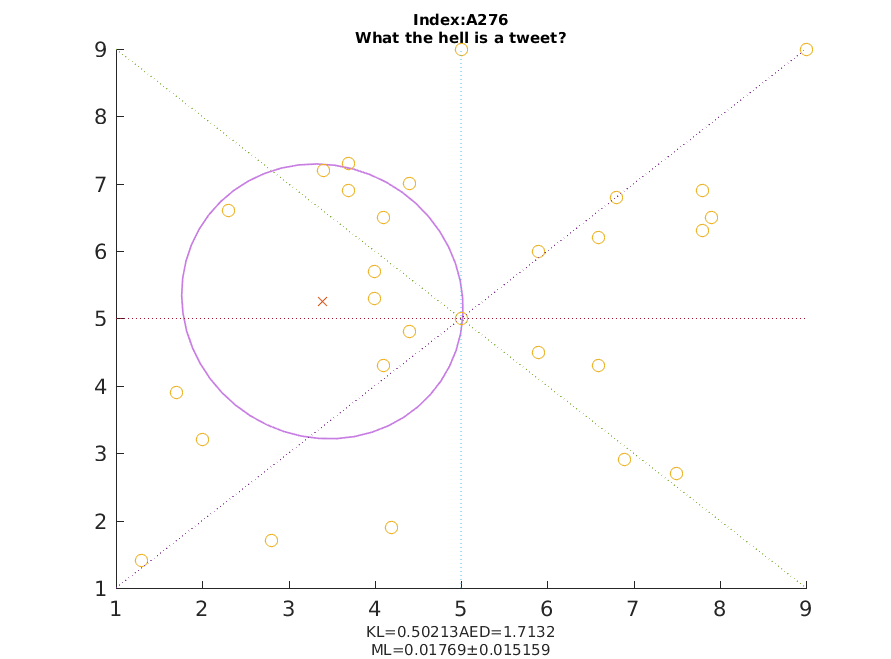 Index:A276
What the hell is a tweet?
9
8
7
6
5
4
3
2
1
1 2 3 4 5 6 7 8 9
KL=0.50213AED=1.7132
ML=0.01769±0.015159